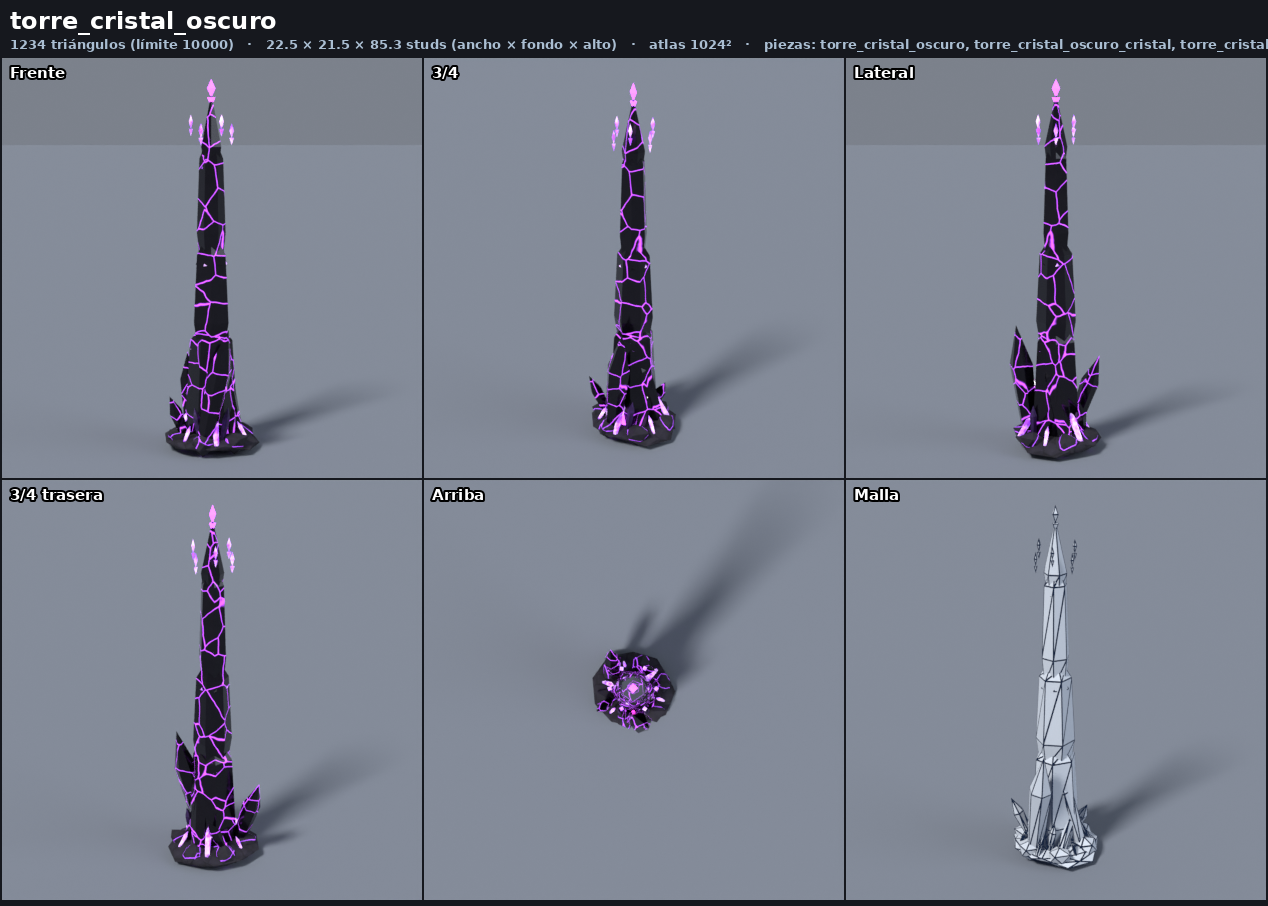 torre_cristal_oscuro
1234 triángulos (límite 10000)   ·   22.5 × 21.5 × 85.3 studs (ancho × fondo × alto)   ·   atlas 1024²   ·   piezas: torre_cristal_oscuro, torre_cristal_oscuro_cristal, torre_cristal
Frente
3/4
Lateral
3/4 trasera
Arriba
Malla